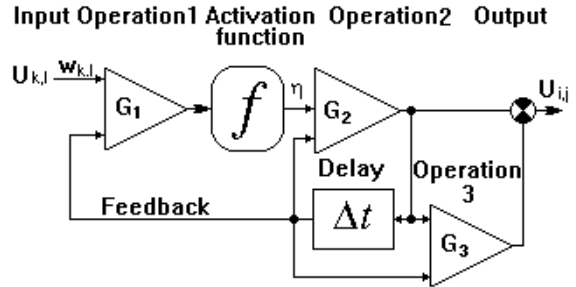 Input Operation1 Activation function Operation2 Output
U k,l w k,l
G1
f
η
G2
U i,j
Delay
Operation 3
Feedback
Δt
G3